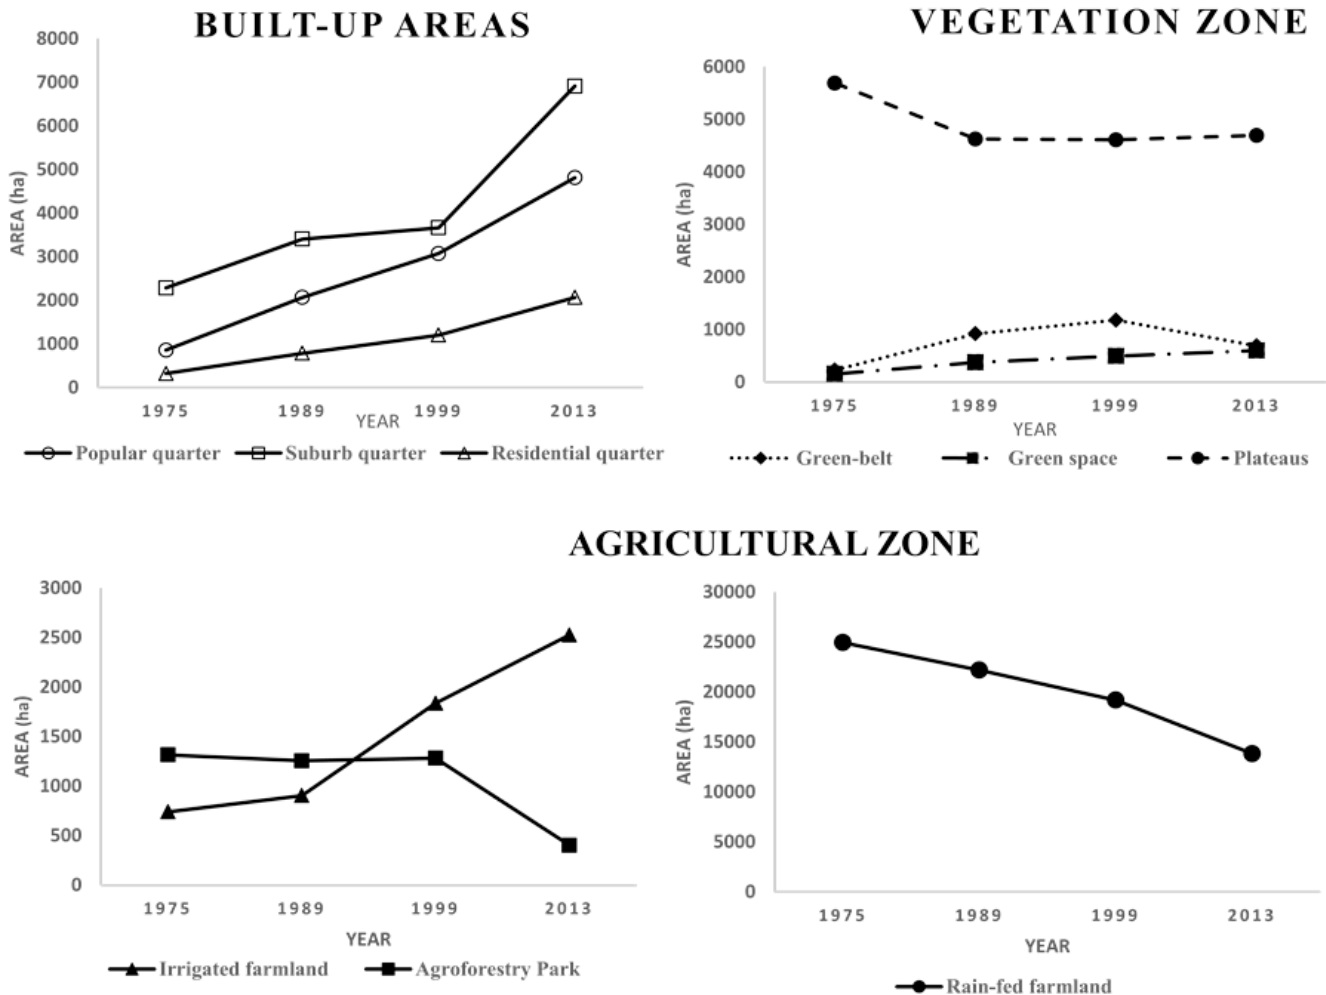 BUILT-UP AREAS
8000
7000
6000
5000
4000
3000
2000
1000
0
AREA (ha)
1975 1989 1999 2013
YEAR
Popular quarter Suburb quarter Residential quarter
VEGETATION ZONE
6000
5000
4000
3000
2000
1000
0
AREA (ha)
1975 1989 1999 2013
YEAR
Green-belt Green space Plateaus
AGRICULTURAL ZONE
3000
2500
2000
1500
1000
500
0
AREA (ha)
1975 1989 1999 2013
YEAR
Irrigated farmland Agroforestry Park
30000
25000
20000
15000
10000
5000
0
AREA (ha)
1975 1989 1999 2013
YEAR
Rain-fed farmland